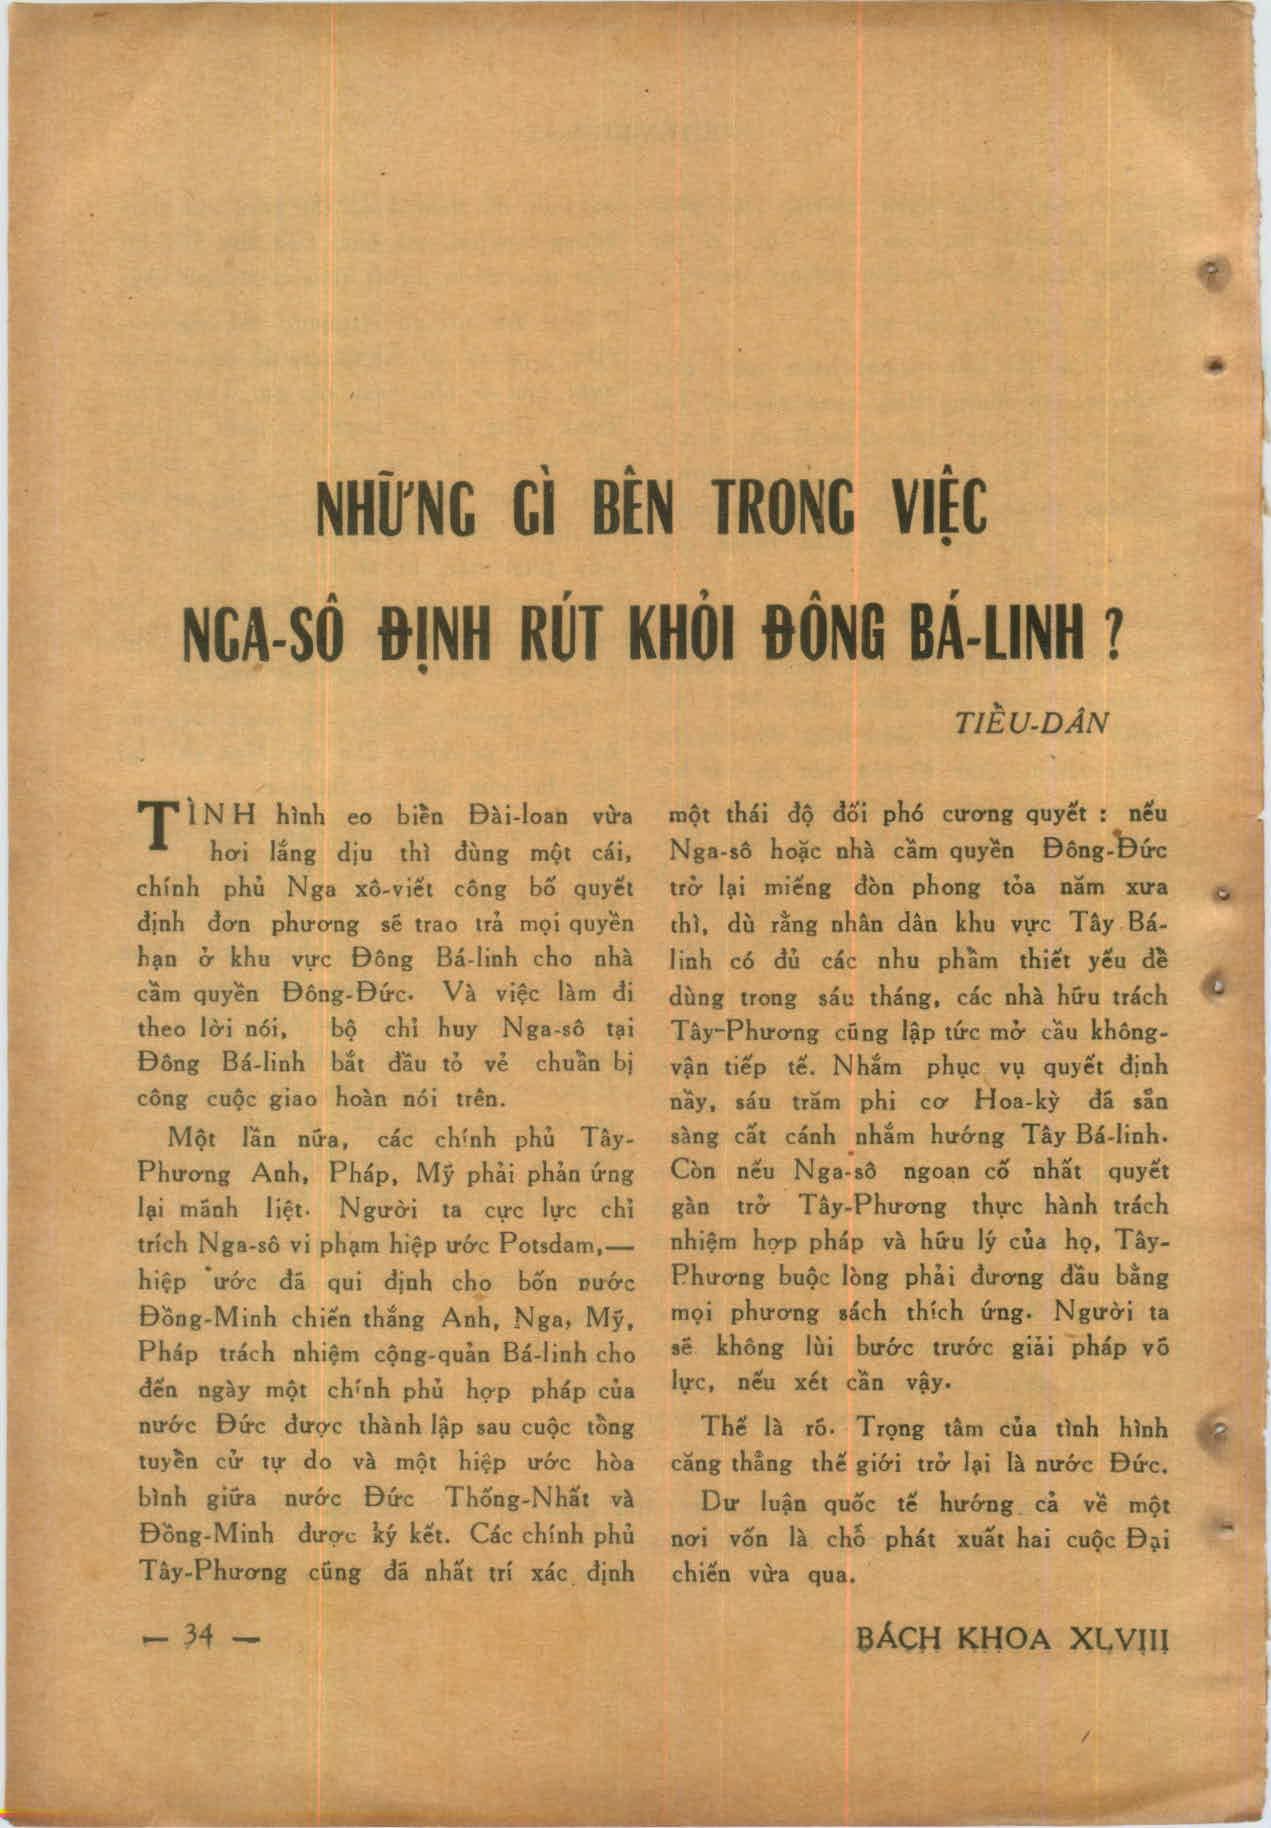 NHỮNG GÌ BÊN TRONG VIỆC
NGA-SÔ ĐỊNH RÚT KHỎI ĐÔNG BÁ-LINH ?
TIỂU-DÂN
TÌNH hình eo biển Đài-loan vừa
hơi lắng dịu thì đùng một cái,
chính phủ Nga xô-viết công bố quyết
định đơn phương sẽ trao trả mọi quyền
hạn ở khu vực Đông Bá-linh cho nhà
cầm quyền Đông-Đức. Và việc làm đi
theo lời nói, bộ chỉ huy Nga-sô tại
Đông Bá-linh bắt đầu tỏ vẻ chuẩn bị
công cuộc giao hoàn nói trên.
Một lần nữa, các chính phủ Tây-
Phương Anh, Pháp, Mỹ phải phản ứng
lại mãnh liệt. Người ta cực lực chỉ
trích Nga-sô vi phạm hiệp ước Potsdam,—
hiệp ước đã qui định cho bốn nước
Đồng-Minh chiến thắng Anh, Nga, Mỹ,
Pháp trách nhiệm cộng-quản Bá-linh cho
đến ngày một chính phủ hợp pháp của
nước Đức được thành lập sau cuộc tổng
tuyển cử tự do và một hiệp ước hòa
bình giữa nước Đức Thống-Nhất và
Đồng-Minh được ký kết. Các chính phủ
Tây-Phương cũng đã nhất trí xác định
một thái độ đối phó cương quyết : nếu
Nga-sô hoặc nhà cầm quyền Đông-Đức
trở lại miếng đòn phong tỏa năm xưa
thì, dù rằng nhân dân khu vực Tây Bá-
linh có đủ các nhu phẩm thiết yếu để
dùng trong sáu tháng, các nhà hữu trách
Tây-Phương cũng lập tức mở cầu không-
vận tiếp tế. Nhắm phục vụ quyết định
nầy, sáu trăm phi cơ Hoa-kỳ đã sẵn
sàng cất cánh nhắm hướng Tây Bá-linh.
Còn nếu Nga-sô ngoan cố nhất quyết
gàn trở Tây-Phương thực hành trách
nhiệm hợp pháp và hữu lý của họ, Tây-
Phương buộc lòng phải đương đầu bằng
mọi phương sách thích ứng. Người ta
sẽ không lùi bước trước giải pháp võ
lực, nếu xét cần vậy.
Thế là rõ. Trọng tâm của tình hình
căng thẳng thế giới trở lại là nước Đức.
Dư luận quốc tế hướng cả về một
nơi vốn là chỗ phát xuất hai cuộc Đại
chiến vừa qua.
— 34 —
BÁCH KHOA XLVIII